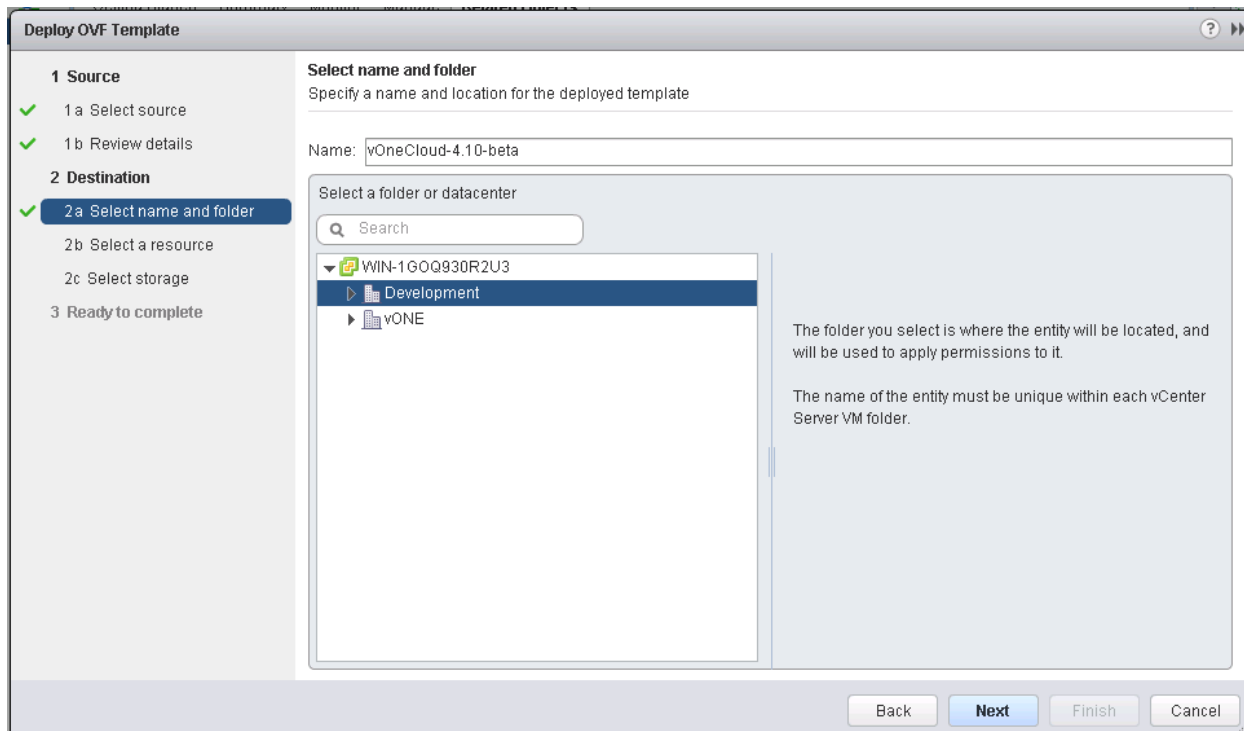 Deploy OVF Template
1 Source
1a Select source
1b Review details
2 Destination
2a Select name and folder
2b Select a resource
2c Select storage
3 Ready to complete
Select name and folder
Specify a name and location for the deployed template
Name: vOneCloud-4.10-beta
Select a folder or datacenter
Search
WIN-1GOQ930R2U3
Development
vONE
The folder you select is where the entity will be located, and
will be used to apply permissions to it.
The name of the entity must be unique within each vCenter
Server VM folder.
Back Next Finish Cancel